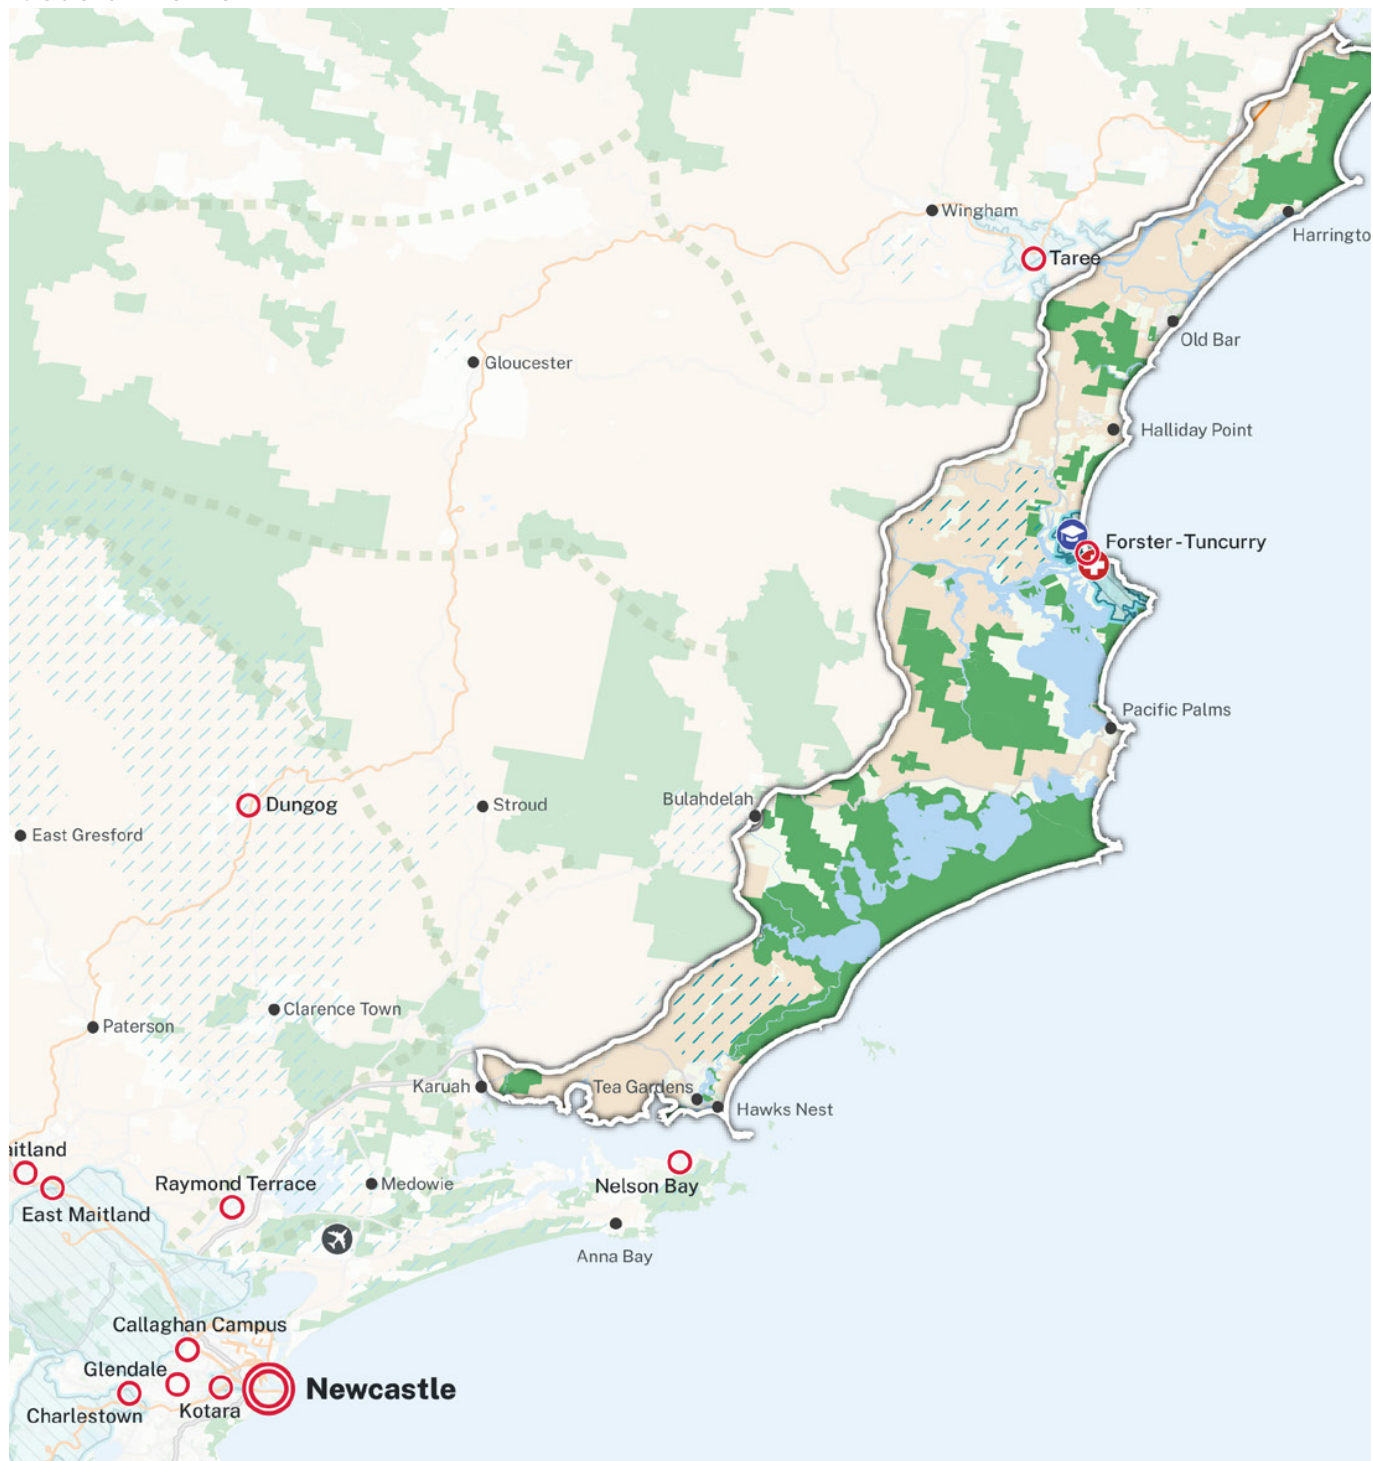 Wingham
Harringto
Taree
Old Bar
Gloucester
Halliday Point
Forster - Tuncurry
Pacific Palms
Bulahdelah
Dungog
Stroud
East Gresford
Clarence Town
Paterson
Karuah
Tea Gardens
Hawks Nest
aitland
Raymond Terrace
Medowie
Nelson Bay
East Maitland
Anna Bay
Callaghan Campus
Glendale
Newcastle
Kotara
Charlestown